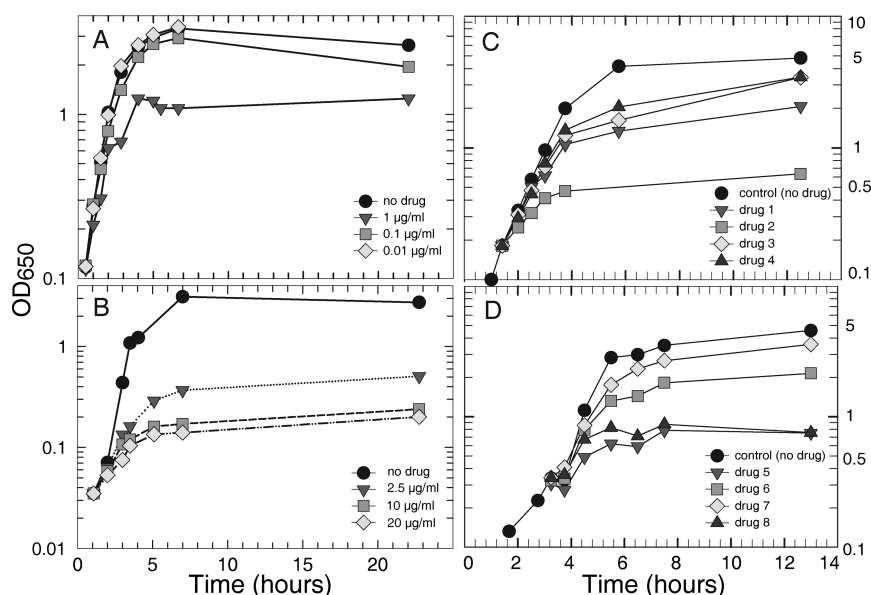 A
1
0.1
no drug
1 µg/ml
0.1 µg/ml
0.01 µg/ml
OD650
B
1
0.1
0.01
no drug
2.5 µg/ml
10 µg/ml
20 µg/ml
0 5 10 15 20
Time (hours)
C
10
5
1
0.5
0.1
control (no drug)
drug 1
drug 2
drug 3
drug 4
D
5
1
0.5
0.1
control (no drug)
drug 5
drug 6
drug 7
drug 8
0 2 4 6 8 10 12 14
Time (hours)